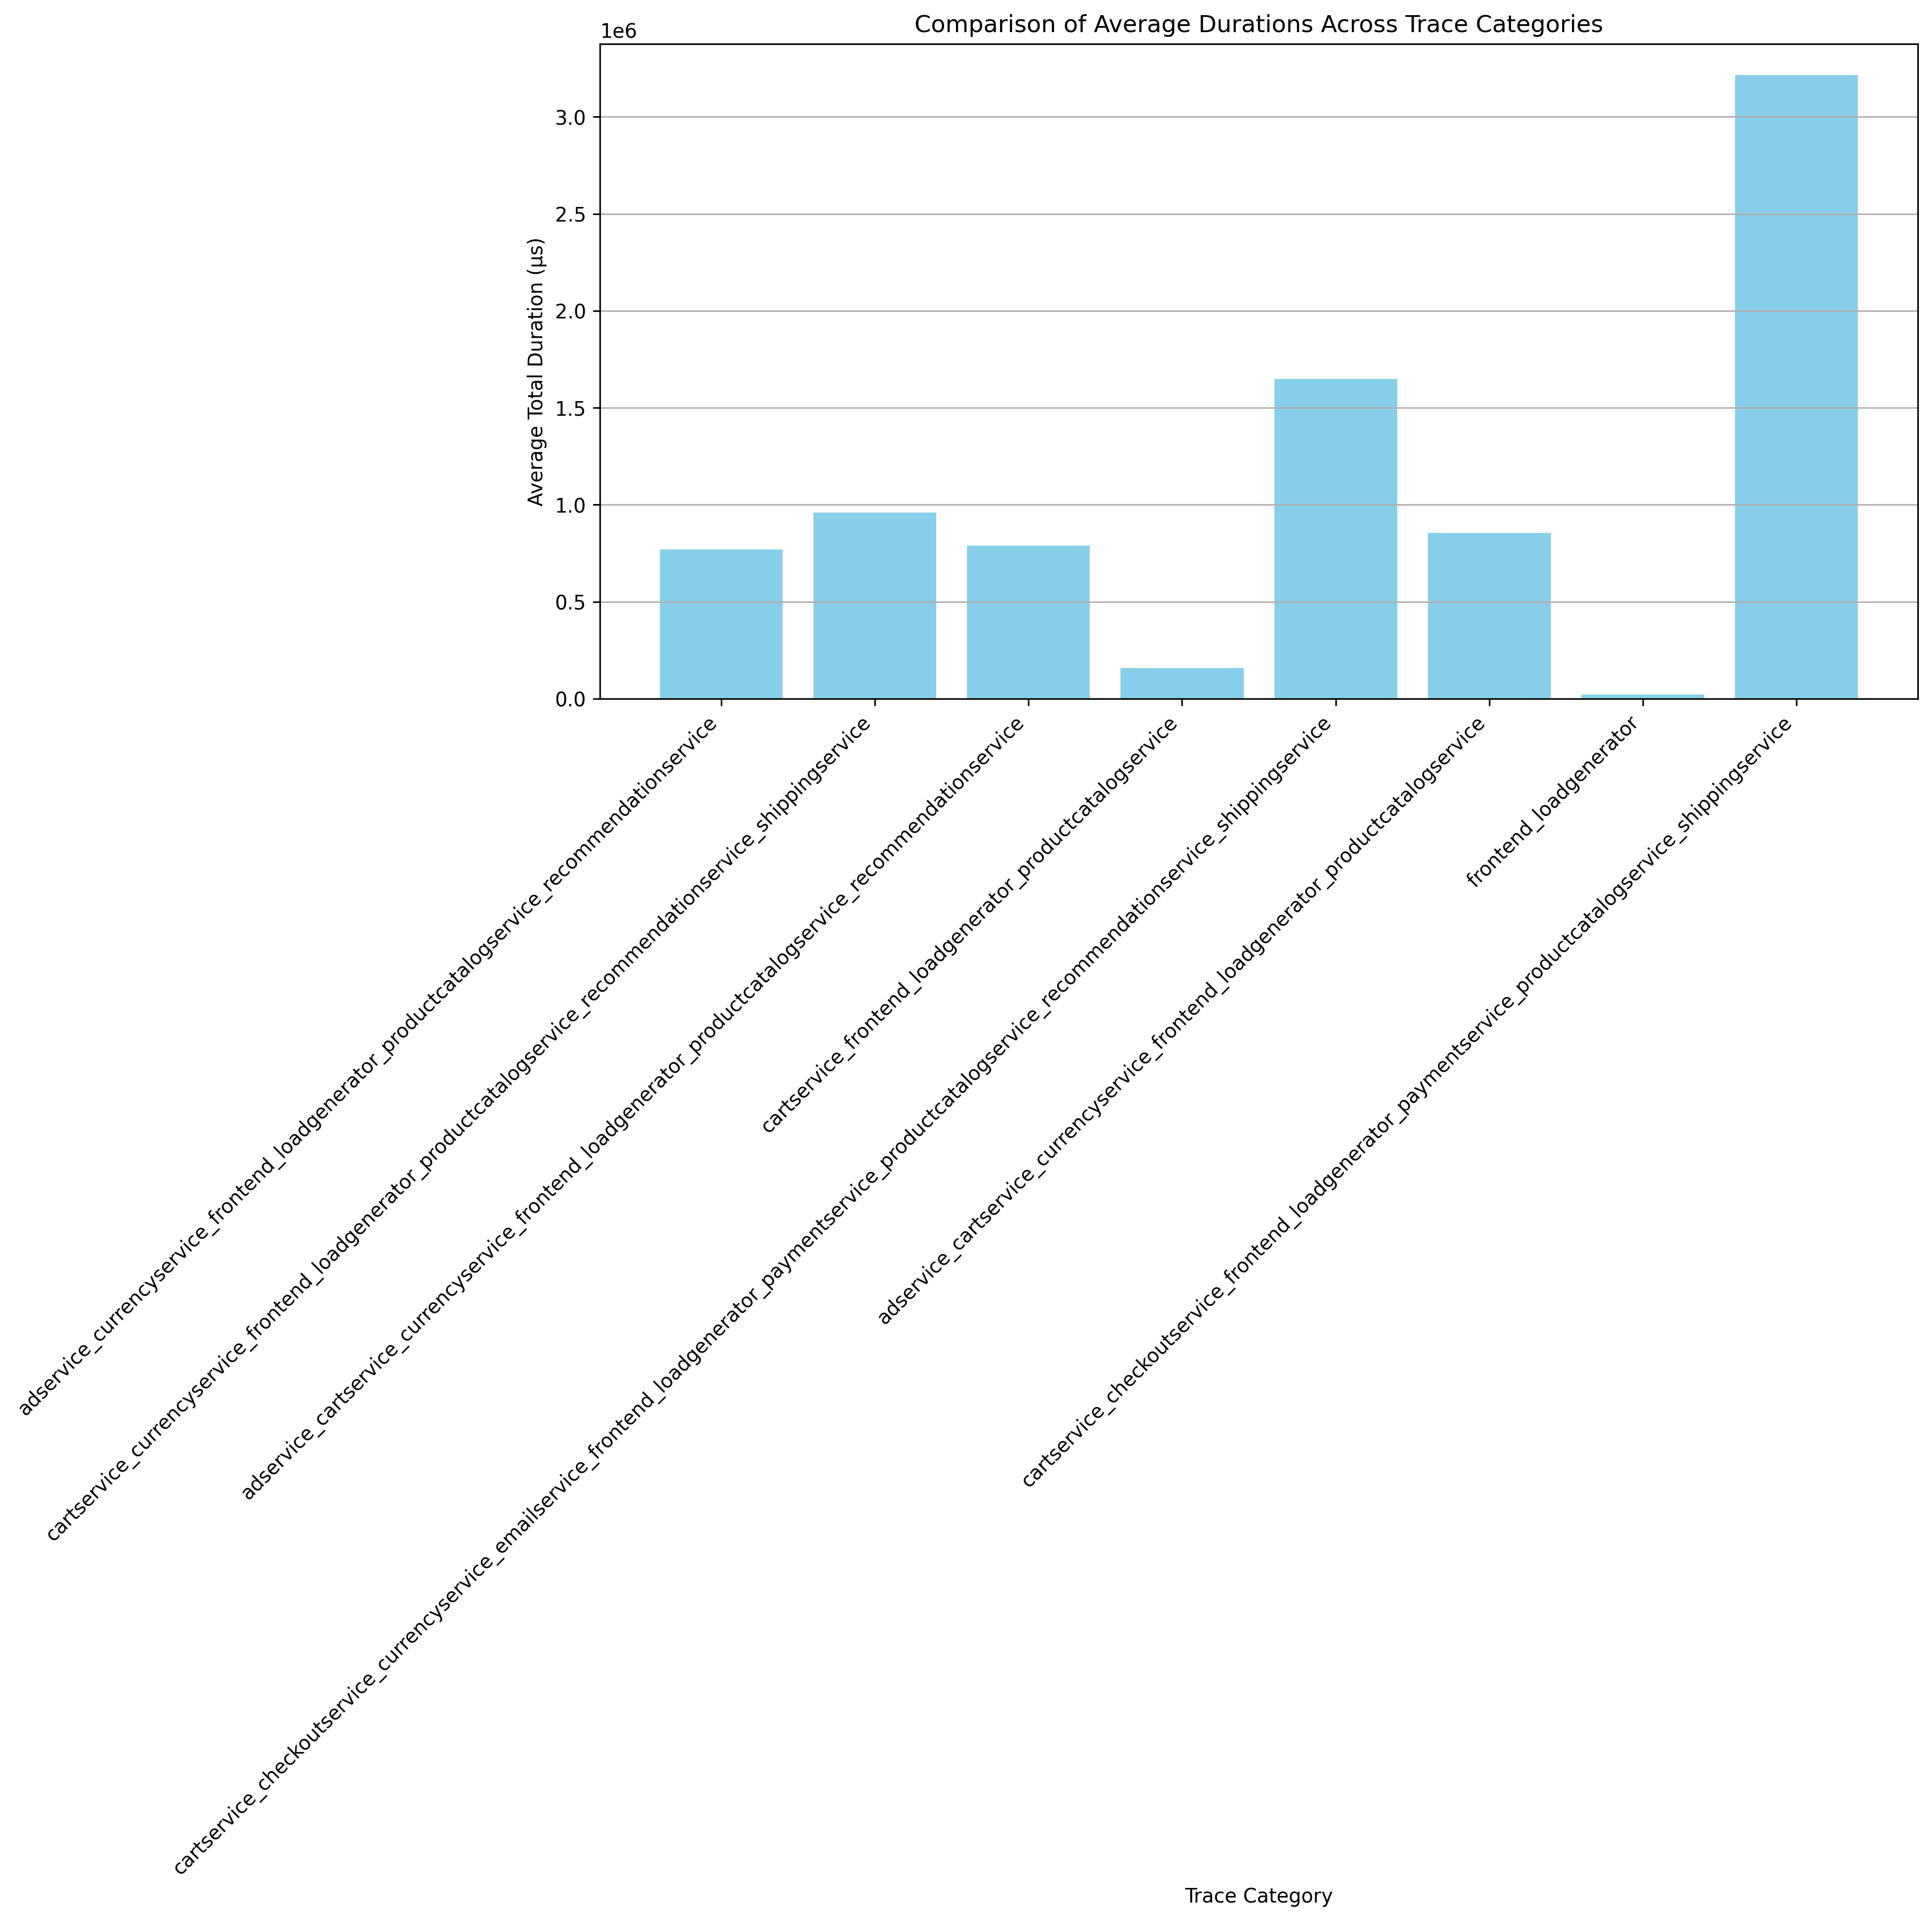 Comparison of Average Durations Across Trace Categories
1e6
Average Total Duration (µs)
3.0
2.5
2.0
1.5
1.0
0.5
0.0
adservice_currencyservice_frontend_loadgenerator_productcatalogservice_recommendationservice
cartservice_currencyservice_frontend_loadgenerator_productcatalogservice_recommendationservice_shippingservice
adservice_cartservice_currencyservice_frontend_loadgenerator_productcatalogservice_recommendationservice
cartservice_frontend_loadgenerator_productcatalogservice
cartservice_checkoutservice_currencyservice_emailservice_frontend_loadgenerator_paymentservice_productcatalogservice_recommendationservice_shippingservice
adservice_cartservice_currencyservice_frontend_loadgenerator_productcatalogservice
frontend_loadgenerator
cartservice_checkoutservice_frontend_loadgenerator_paymentservice_productcatalogservice_shippingservice
Trace Category